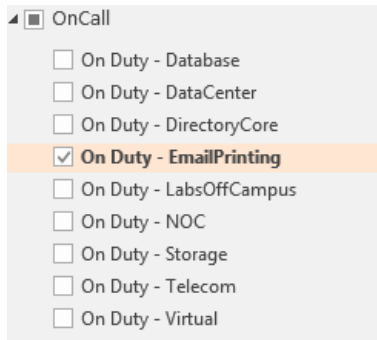 OnCall
On Duty - Database
On Duty - DataCenter
On Duty - DirectoryCore
On Duty - EmailPrinting
On Duty - LabsOffCampus
On Duty - NOC
On Duty - Storage
On Duty - Telecom
On Duty - Virtual